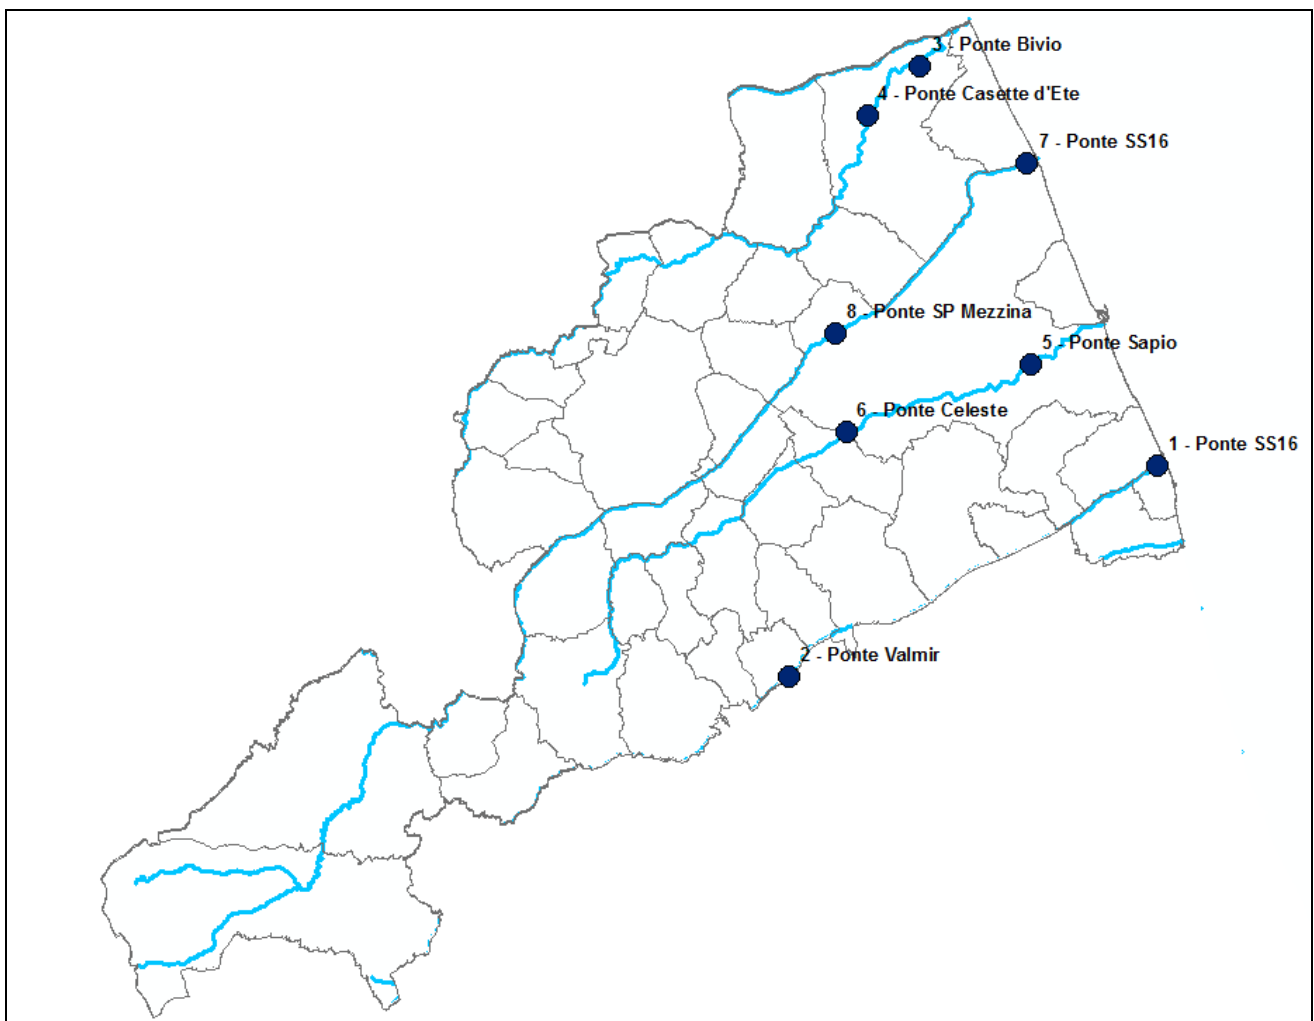 3 - Ponte Bivio
4 - Ponte Casette d'Ete
7 - Ponte SS16
8 - Ponte SP Mezzina
5 - Ponte Sapio
6 - Ponte Celeste
1 - Ponte SS16
2 - Ponte Valmir